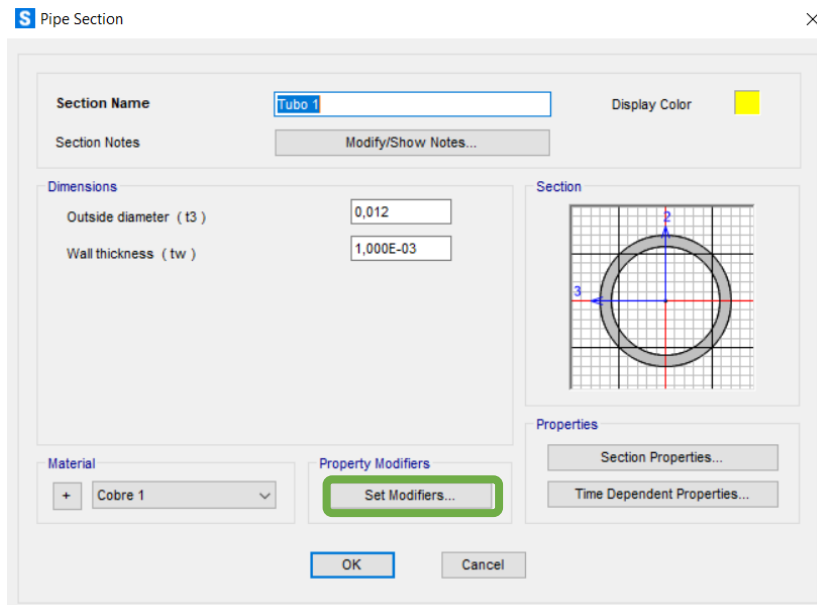 S Pipe Section
Section Name
Tubo 1
Display Color
Section Notes
Modify/Show Notes...
Dimensions
Outside diameter ( t3 )
0,012
Wall thickness ( tw )
1,000E-03
Section
2
3
Properties
Section Properties...
Time Dependent Properties...
Material
+
Cobre 1
Property Modifiers
Set Modifiers...
OK
Cancel